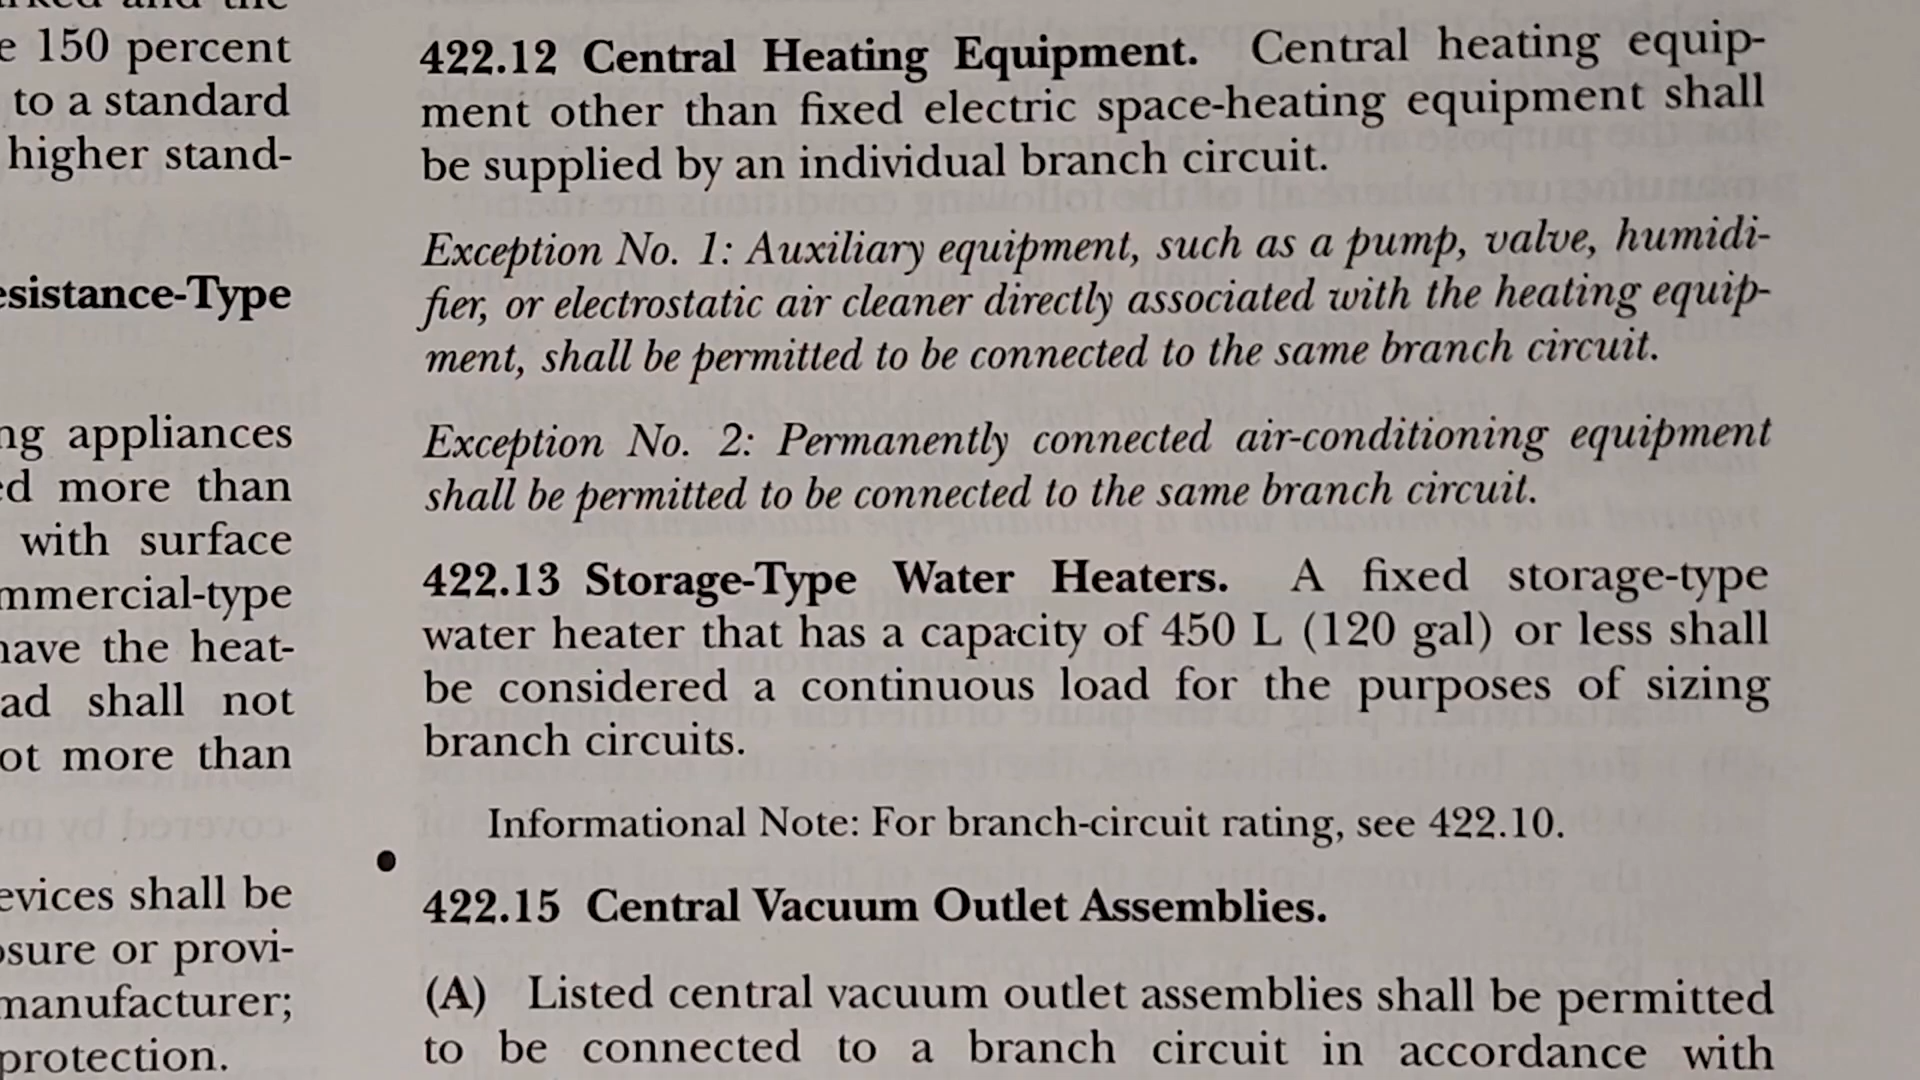 e 150 percent
to a standard
higher stand-
esistance-Type
ng appliances
ed more than
with surface
mmercial-type
have the heat-
ad shall not
ot more than
evices shall be
osure or provi-
manufacturer;
protection.
422.12 Central Heating Equipment. Central heating equip-
ment other than fixed electric space-heating equipment shall
be supplied by an individual branch circuit.
Exception No. 1: Auxiliary equipment, such as a pump, valve, humidi-
fier, or electrostatic air cleaner directly associated with the heating equip-
ment, shall be permitted to be connected to the same branch circuit.
Exception No. 2: Permanently connected air-conditioning equipment
shall be permitted to be connected to the same branch circuit.
422.13 Storage-Type Water Heaters. A fixed storage-type
water heater that has a capacity of 450 L (120 gal) or less shall
be considered a continuous load for the purposes of sizing
branch circuits.
Informational Note: For branch-circuit rating, see 422.10.
422.15 Central Vacuum Outlet Assemblies.
(A) Listed central vacuum outlet assemblies shall be permitted
to be connected to a branch circuit in accordance with